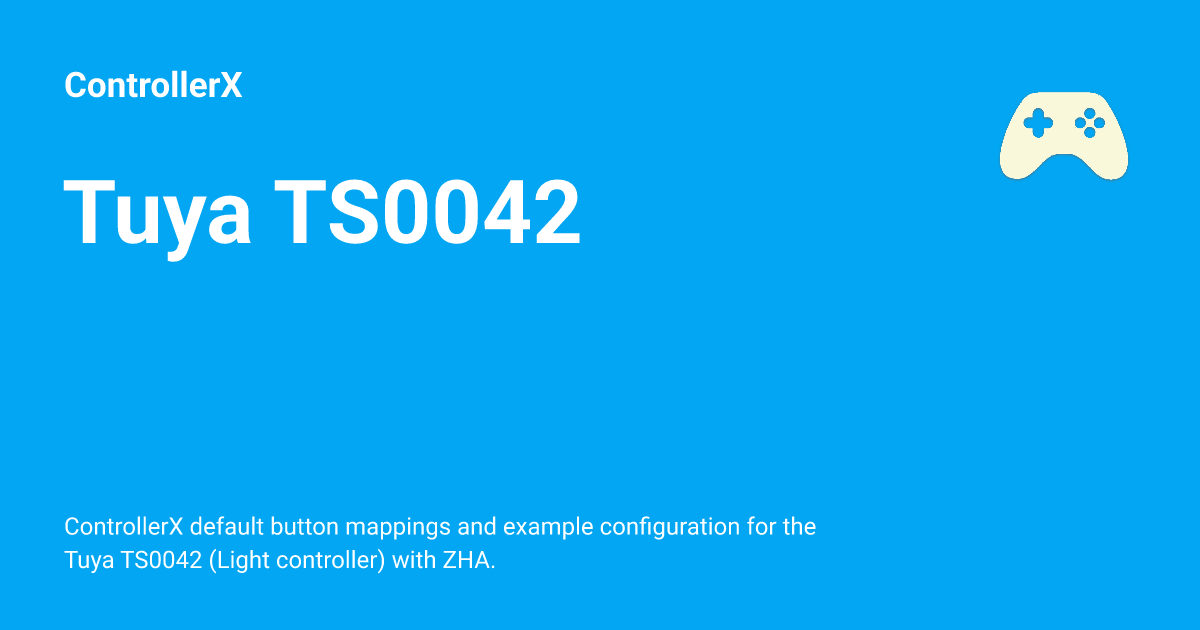 ControllerX
Tuya TS0042
ControllerX default button mappings and example configuration for the
Tuya TS0042 (Light controller) with ZHA.